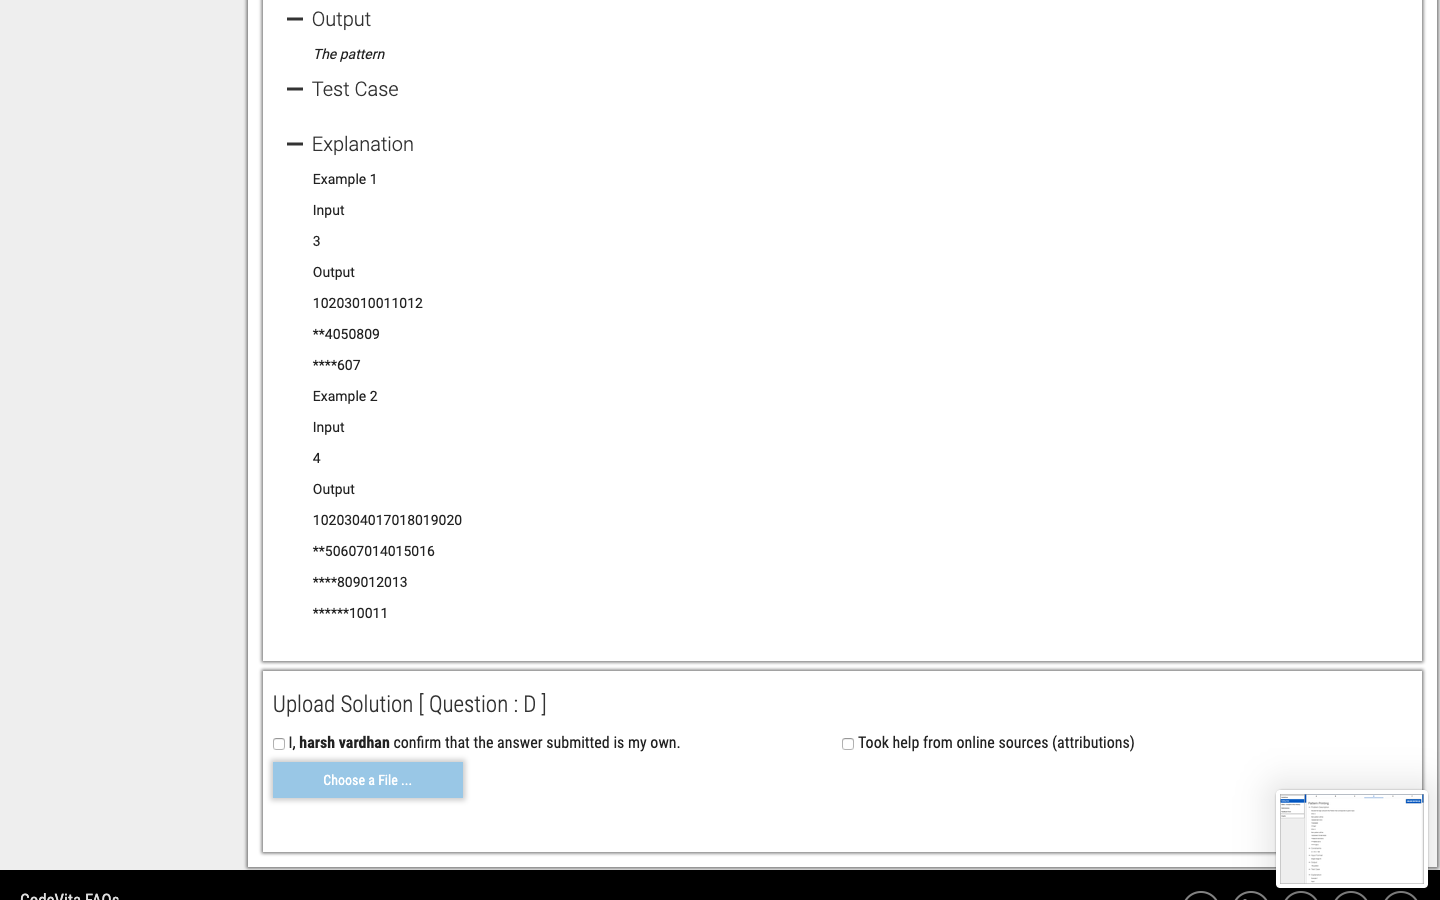 Output
The pattern
Test Case
Explanation
Example 1
Input
3
Output
10203010011012
**4050809
****607
Example 2
Input
4
Output
1020304017018019020
**50607014015016
****809012013
******10011
Upload Solution [ Question : D ]
I, harsh vardhan confirm that the answer submitted is my own.
Took help from online sources (attributions)
Choose a File ...
CodeVita FAQs